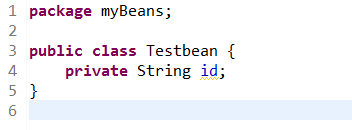 1 package myBeans;
2
3 public class Testbean {
4     private String id;
5 }
6